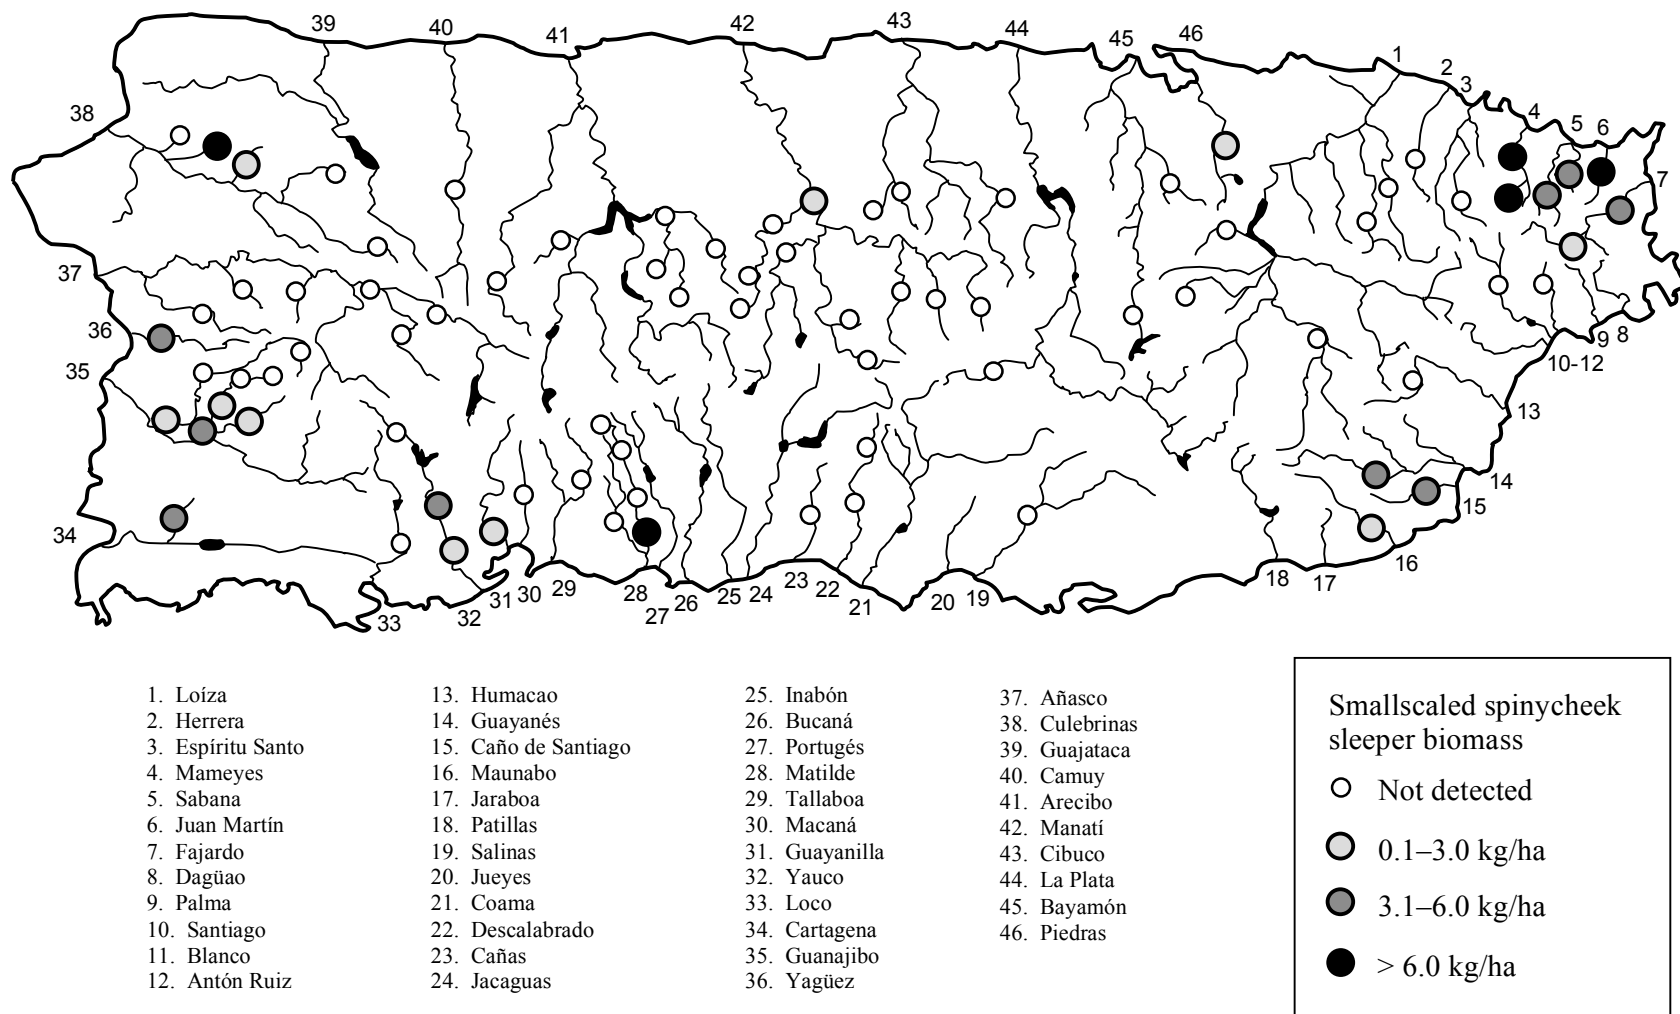 39
40
41
42
43
44
45
46
1
2
3
4
5
6
7
8
9
10-12
13
14
15
16
17
18
19
20
21
22
23
24
25
26
27
28
29
30
31
32
33
34
35
36
37
38
1. Loíza
2. Herrera
3. Espíritu Santo
4. Mameyes
5. Sabana
6. Juan Martín
7. Fajardo
8. Dagüao
9. Palma
10. Santiago
11. Blanco
12. Antón Ruiz
13. Humacao
14. Guayanés
15. Caño de Santiago
16. Maunabo
17. Jaraboa
18. Patillas
19. Salinas
20. Jueyes
21. Coama
22. Descalabrado
23. Cañas
24. Jacaguas
25. Inabón
26. Bucaná
27. Portugés
28. Matilde
29. Tallaboa
30. Macaná
31. Guayanilla
32. Yauco
33. Loco
34. Cartagena
35. Guanajibo
36. Yagüez
37. Añasco
38. Culebrinas
39. Guajataca
40. Camuy
41. Arecibo
42. Manatí
43. Cibuco
44. La Plata
45. Bayamón
46. Piedras
Smallscaled spinycheek
sleeper biomass
Not detected
0.1–3.0 kg/ha
3.1–6.0 kg/ha
> 6.0 kg/ha